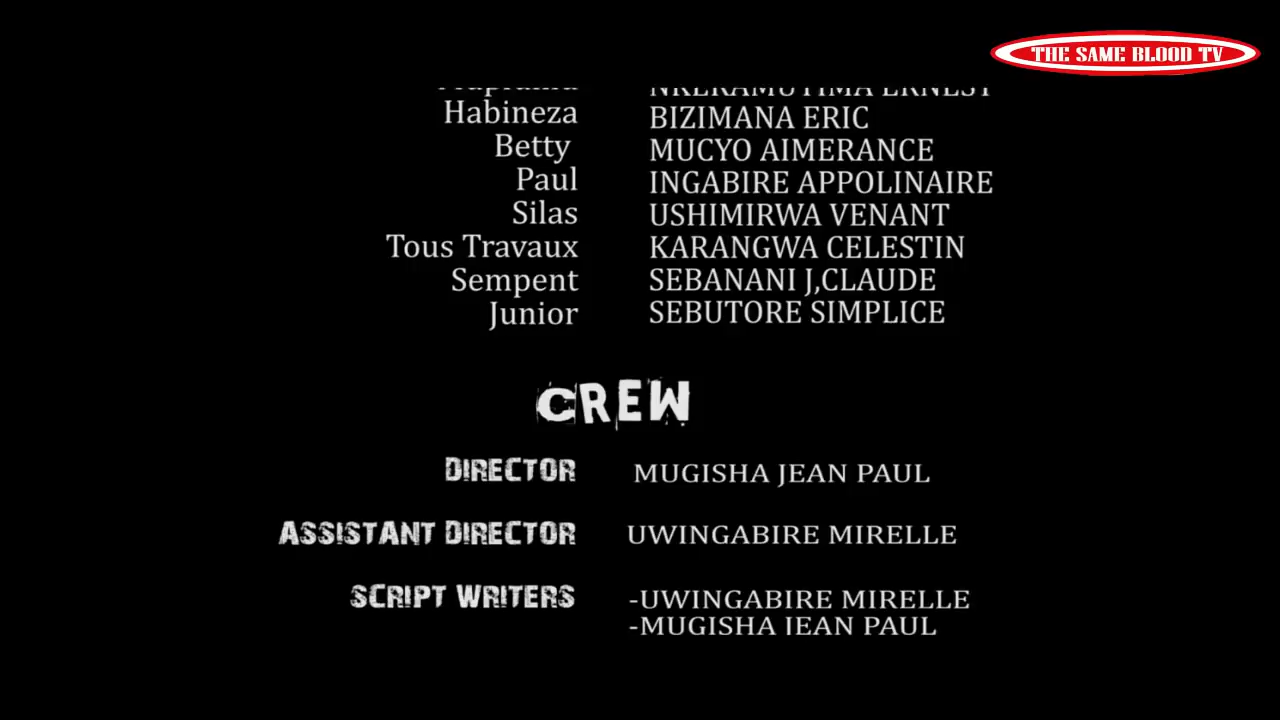 THE SAME BLOOD TV
NKERAMUTIMA ERNEST
Habineza BIZIMANA ERIC
Betty MUCYO AIMERANCE
Paul INGABIRE APPOLINAIRE
Silas USHIMIRWA VENANT
Tous Travaux KARANGWA CELESTIN
Sempent SEBANANI J,CLAUDE
Junior SEBUTORE SIMPLICE
CREW
DIRECTOR MUGISHA JEAN PAUL
ASSISTANT DIRECTOR UWINGABIRE MIRELLE
SCRIPT WRITERS -UWINGABIRE MIRELLE
-MUGISHA JEAN PAUL